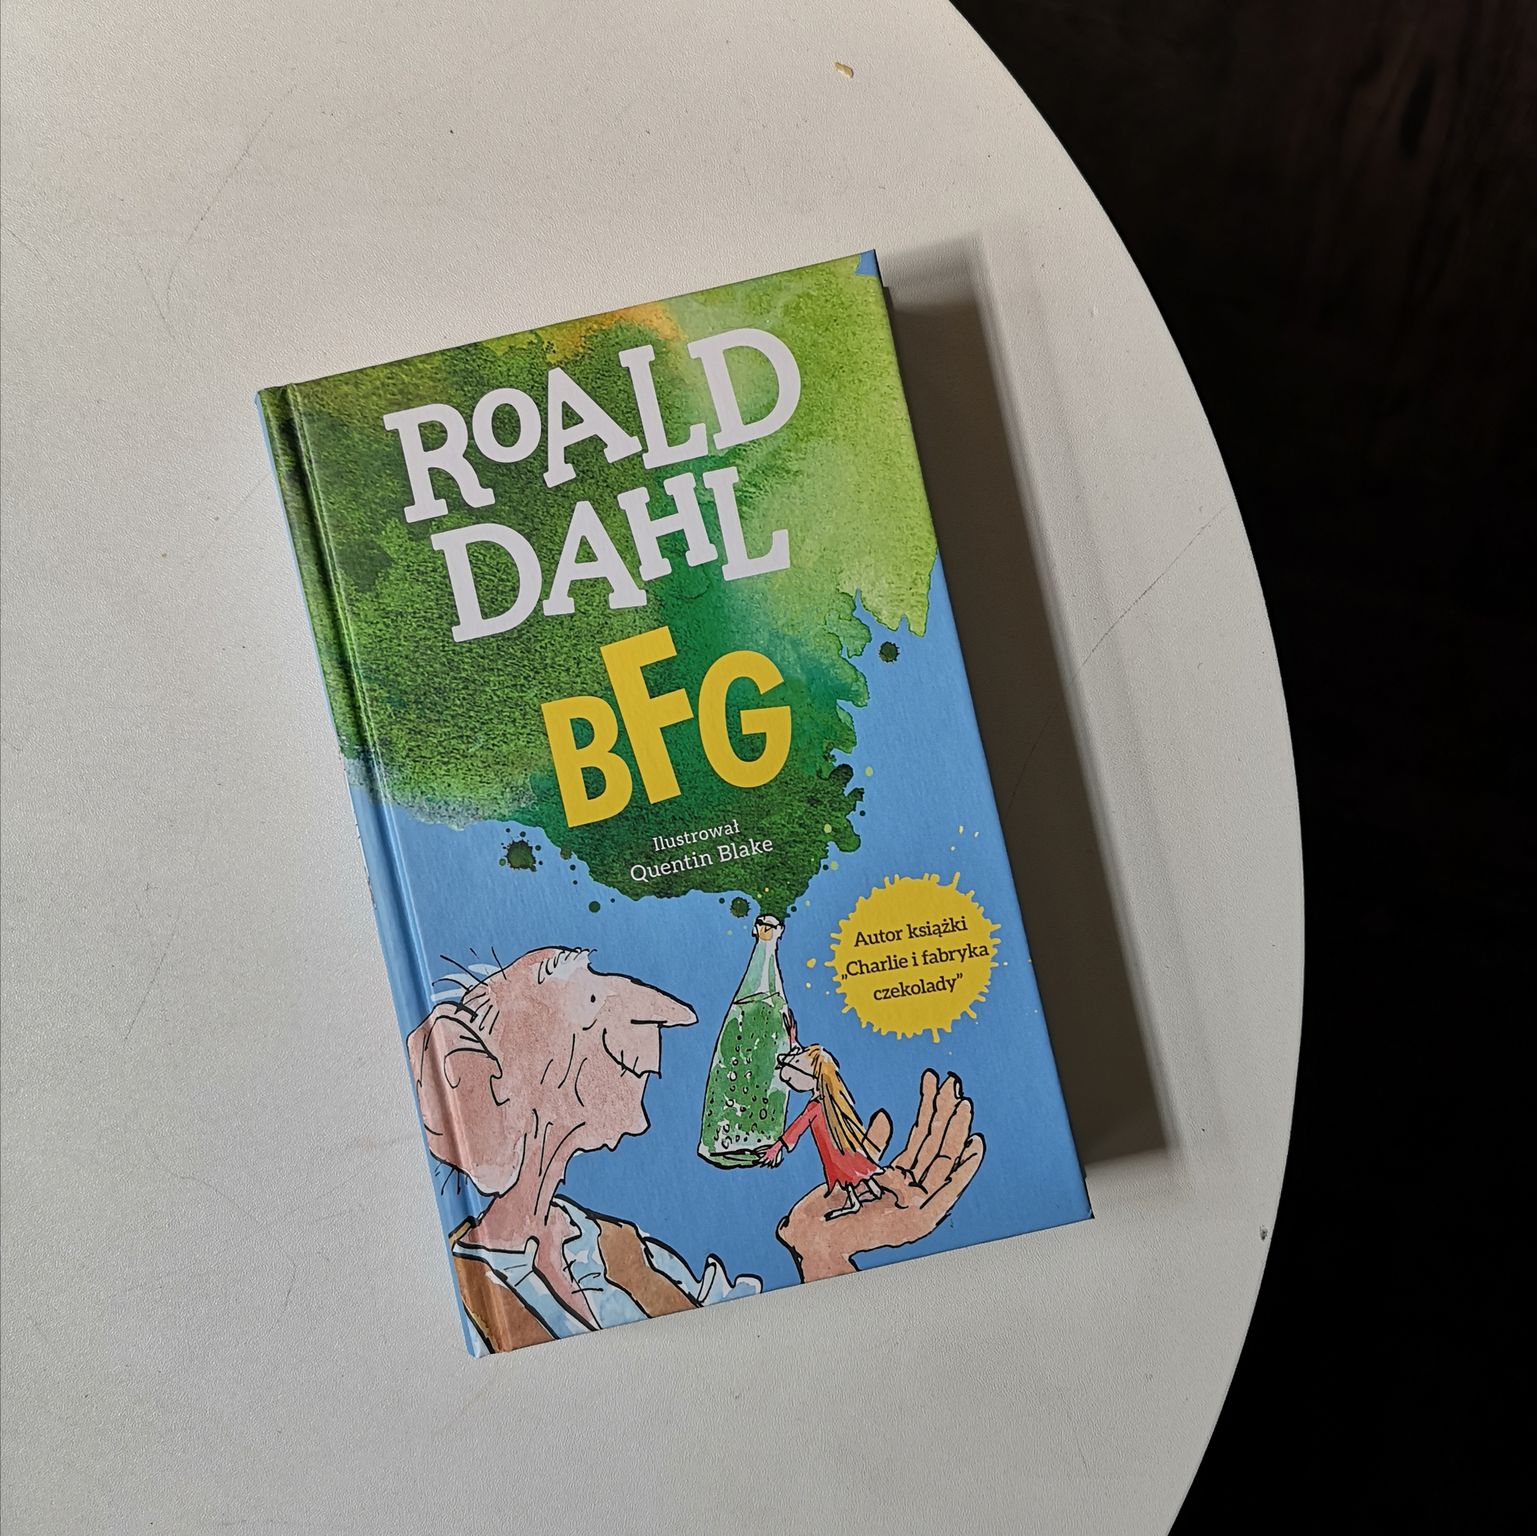 ROALD
DAHL
BFG
Ilustrował
Quentin Blake
Autor książki
„Charlie i fabryka
czekolady”